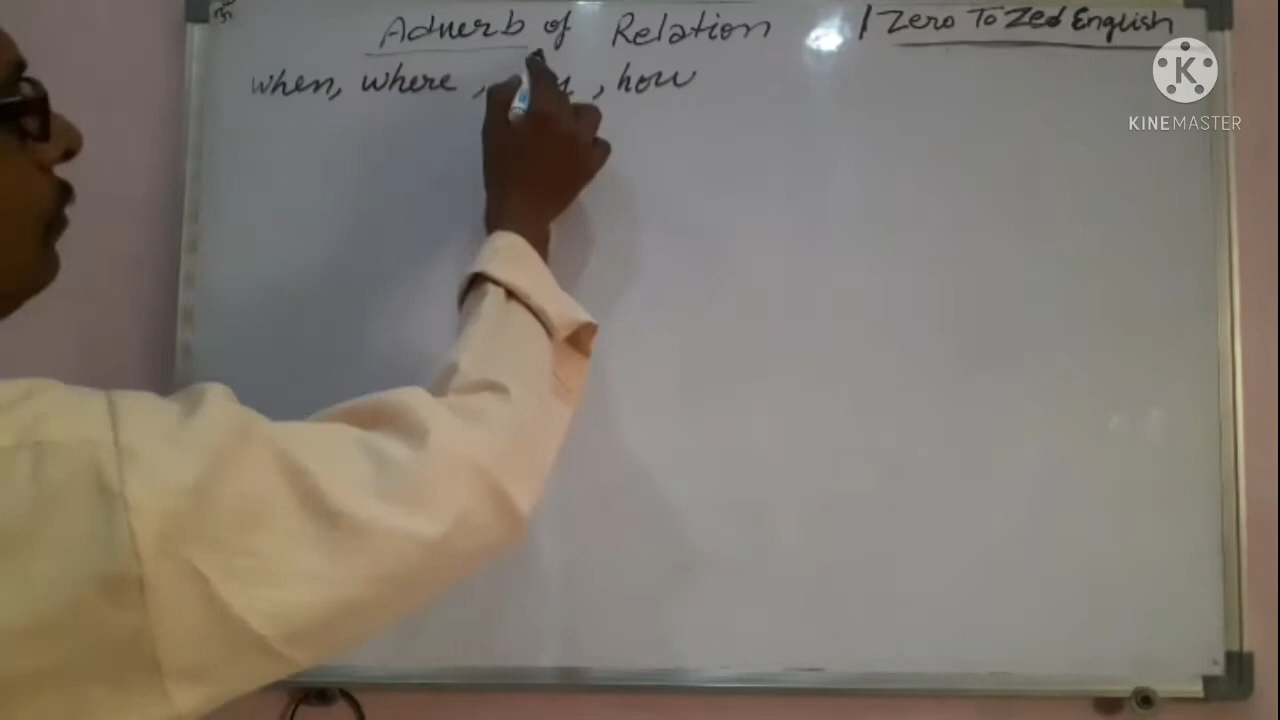 ॐ
Adverb of Relation / Zero To Zed English
when, where, , how
K
KINEMASTER